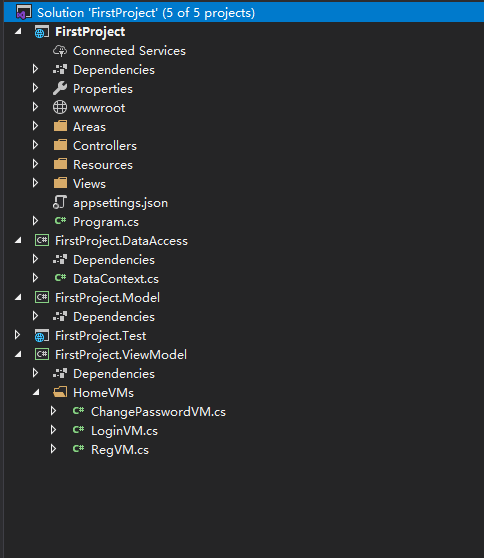 Solution 'FirstProject' (5 of 5 projects)
FirstProject
Connected Services
Dependencies
Properties
wwwroot
Areas
Controllers
Resources
Views
appsettings.json
C# Program.cs
C# FirstProject.DataAccess
Dependencies
C# DataContext.cs
C# FirstProject.Model
Dependencies
FirstProject.Test
C# FirstProject.ViewModel
Dependencies
HomeVMs
C# ChangePasswordVM.cs
C# LoginVM.cs
C# RegVM.cs